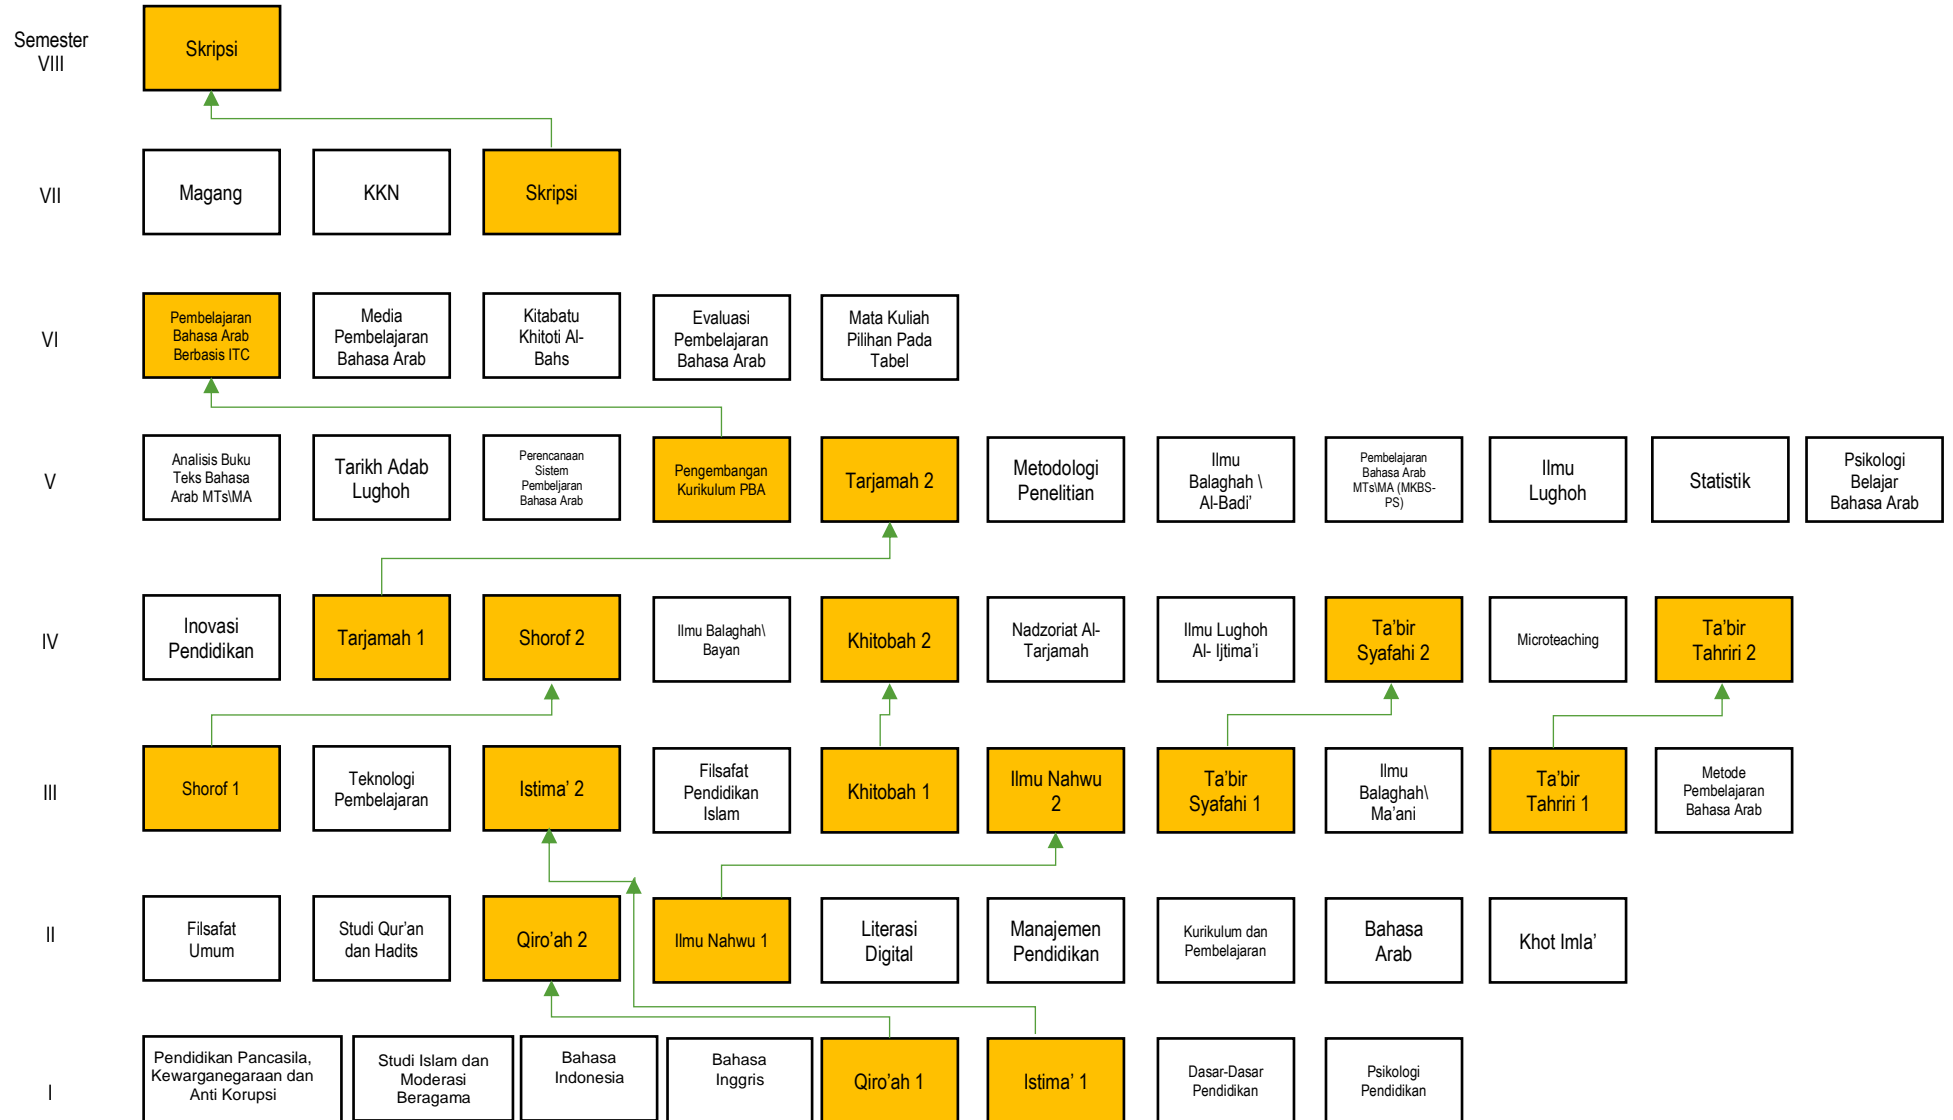 Semester
VIII
Skripsi
VII
Magang
KKN
Skripsi
VI
Pembelajaran
Bahasa Arab
Berbasis ITC
Media
Pembelajaran
Bahasa Arab
Kitabatu
Khitoti Al-
Bahs
Evaluasi
Pembelajaran
Bahasa Arab
Mata Kuliah
Pilihan Pada
Tabel
V
Analisis Buku
Teks Bahasa
Arab MTs\MA
Tarikh Adab
Lughoh
Perencanaan
Sistem
Pembeljaran
Bahasa Arab
Pengembangan
Kurikulum PBA
Tarjamah 2
Metodologi
Penelitian
Ilmu
Balaghah \
Al-Badi’
Pembelajaran
Bahasa Arab
MTs\MA (MKBS-
PS)
Ilmu
Lughoh
Statistik
Psikologi
Belajar
Bahasa Arab
IV
Inovasi
Pendidikan
Tarjamah 1
Shorof 2
Ilmu Balaghah\
Bayan
Khitobah 2
Nadzoriat Al-
Tarjamah
Ilmu Lughoh
Al- Ijtima’i
Ta’bir
Syafahi 2
Microteaching
Ta’bir
Tahriri 2
III
Shorof 1
Teknologi
Pembelajaran
Istima’ 2
Filsafat
Pendidikan
Islam
Khitobah 1
Ilmu Nahwu
2
Ta’bir
Syafahi 1
Ilmu
Balaghah\
Ma’ani
Ta’bir
Tahriri 1
Metode
Pembelajaran
Bahasa Arab
II
Filsafat
Umum
Studi Qur’an
dan Hadits
Qiro’ah 2
Ilmu Nahwu 1
Literasi
Digital
Manajemen
Pendidikan
Kurikulum dan
Pembelajaran
Bahasa
Arab
Khot Imla’
I
Pendidikan Pancasila,
Kewarganegaraan dan
Anti Korupsi
Studi Islam dan
Moderasi
Beragama
Bahasa
Indonesia
Bahasa
Inggris
Qiro’ah 1
Istima’ 1
Dasar-Dasar
Pendidikan
Psikologi
Pendidikan